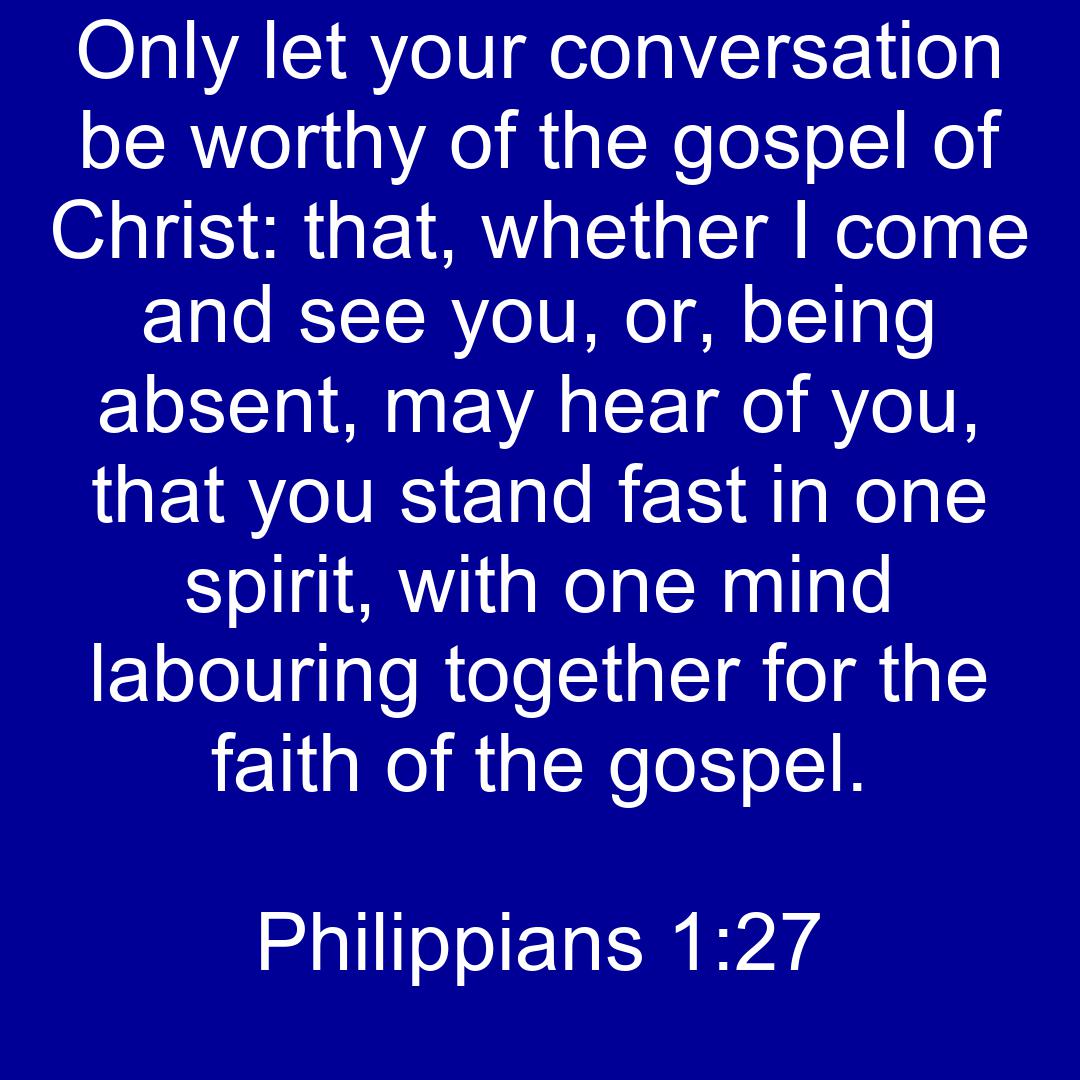 Only let your conversation
be worthy of the gospel of
Christ: that, whether I come
and see you, or, being
absent, may hear of you,
that you stand fast in one
spirit, with one mind
labouring together for the
faith of the gospel.
Philippians 1:27